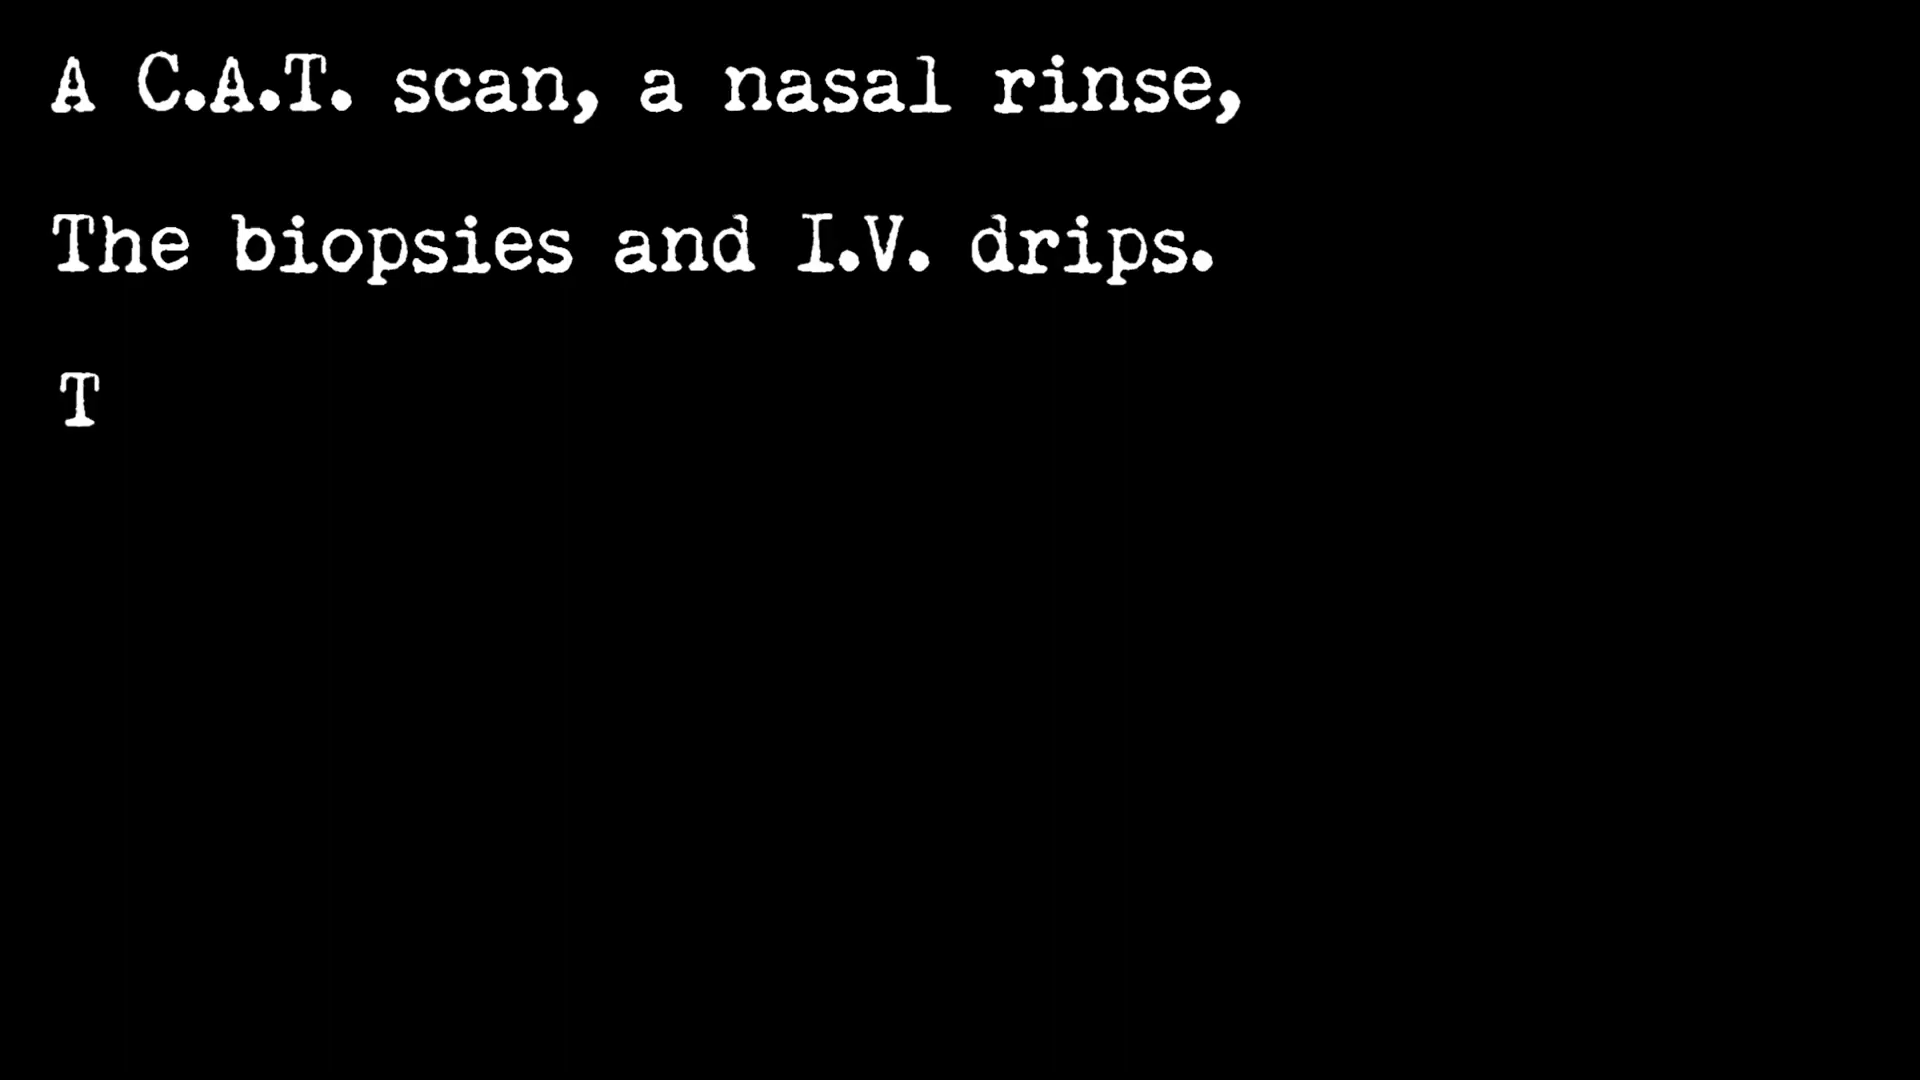 A C.A.T. scan, a nasal rinse,
The biopsies and I.V. drips.
T